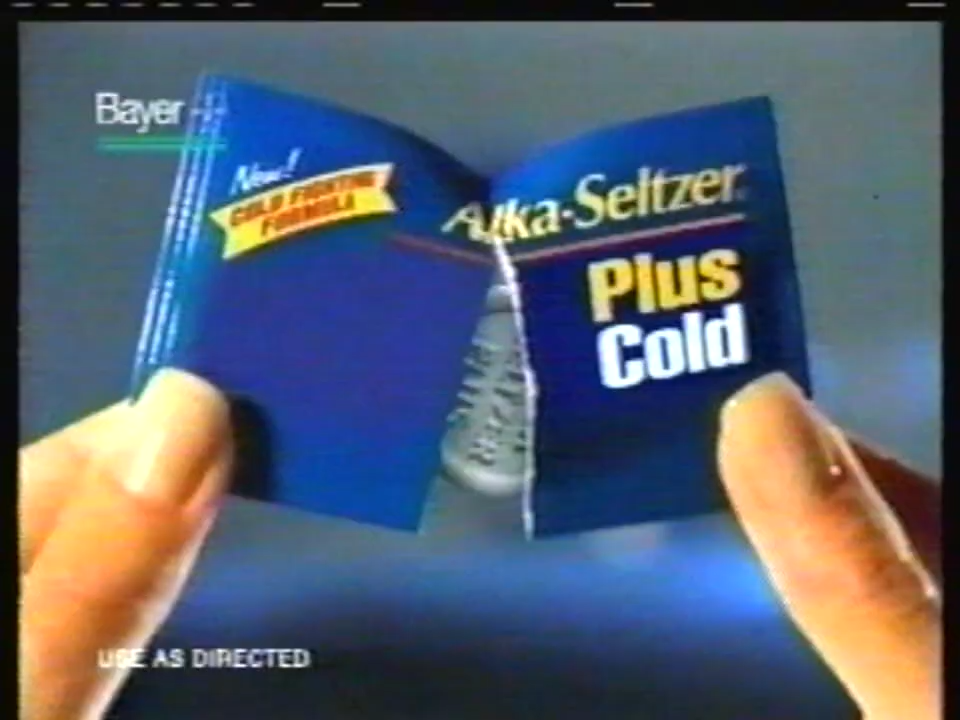 Bayer
New!
COLD FIGHTING
FORMULA
Alka-Seltzer
Plus
Cold
USE AS DIRECTED